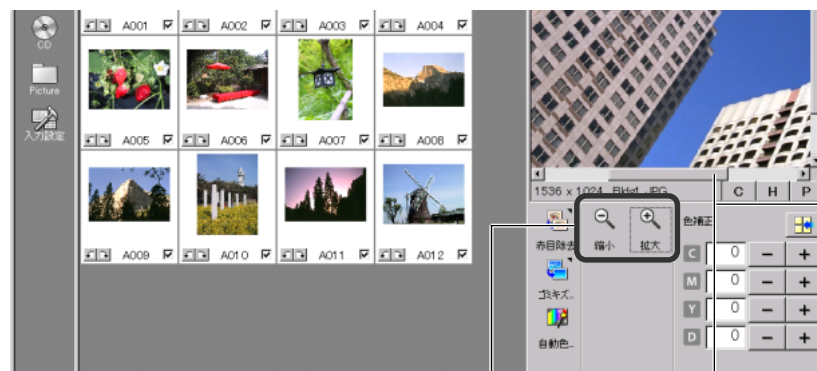 A001 A002 A003 A004
CD
Picture
入力設定
A005 A006 A007 A008
A009 A010 A011 A012
1536 × 1024
C H P
赤目除去
縮小 拡大
色補正
C 0 － ＋
M 0 － ＋
Y 0 － ＋
D 0 － ＋
ゴミキズ..
自動色..